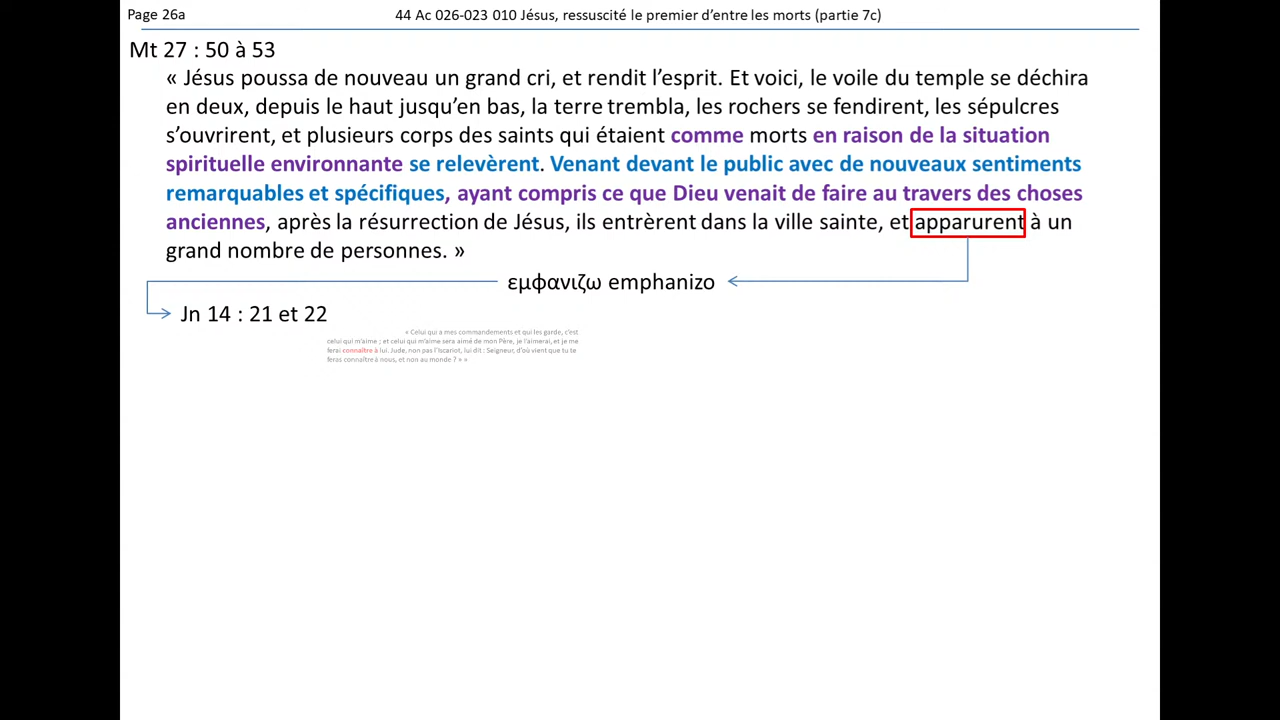 Page 26a
44 Ac 026-023 010 Jésus, ressuscité le premier d’entre les morts (partie 7c)
Mt 27 : 50 à 53
« Jésus poussa de nouveau un grand cri, et rendit l’esprit. Et voici, le voile du temple se déchira
en deux, depuis le haut jusqu’en bas, la terre trembla, les rochers se fendirent, les sépulcres
s’ouvrirent, et plusieurs corps des saints qui étaient comme morts en raison de la situation
spirituelle environnante se relevèrent. Venant devant le public avec de nouveaux sentiments
remarquables et spécifiques, ayant compris ce que Dieu venait de faire au travers des choses
anciennes, après la résurrection de Jésus, ils entrèrent dans la ville sainte, et apparurent à un
grand nombre de personnes. »
εμφανιζω emphanizo
Jn 14 : 21 et 22
« Celui qui a mes commandements et qui les garde, c’est
celui qui m’aime ; et celui qui m’aime sera aimé de mon Père, je l’aimerai, et je me
ferai connaître à lui. Jude, non pas l’Iscariot, lui dit : Seigneur, d’où vient que tu te
feras connaître à nous, et non au monde ? » »